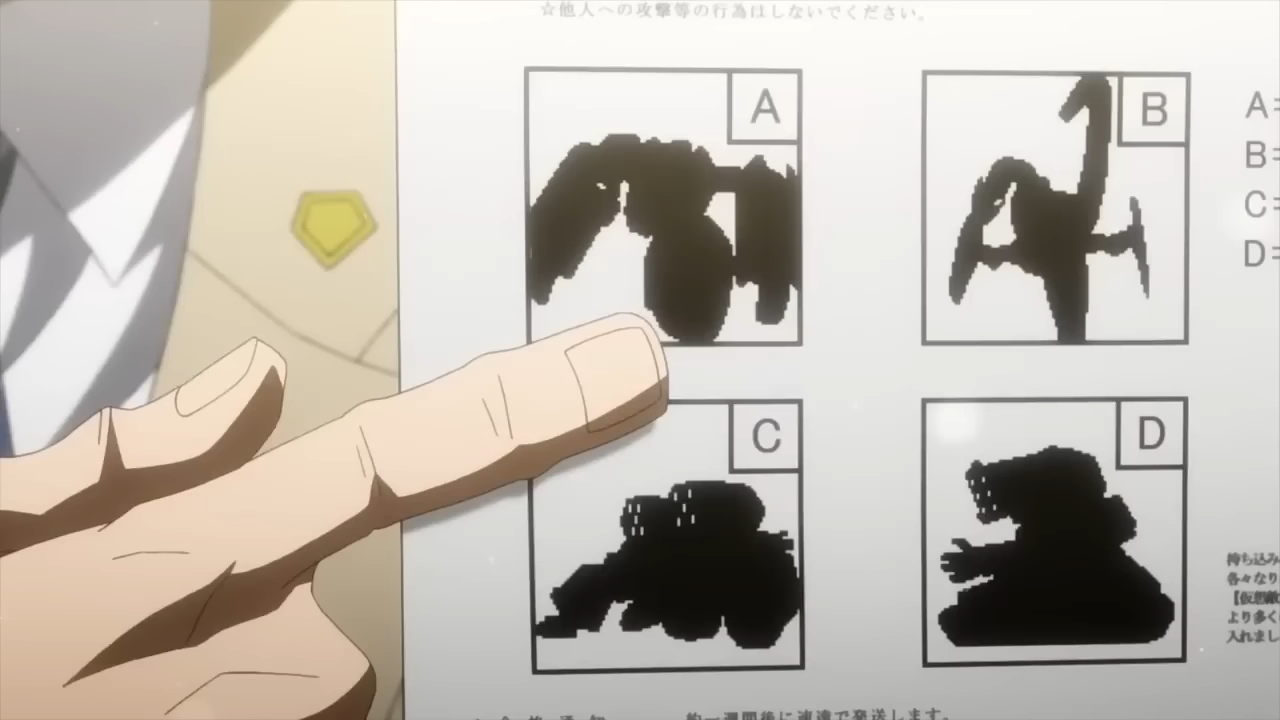 ☆他人への攻撃等の行為はしないでください。
A
B
A=
B=
C=
D=
C
D
持ち込み
各々なり
【仮想敵
より多く
入れまし
約一週間後に速達で発送します。